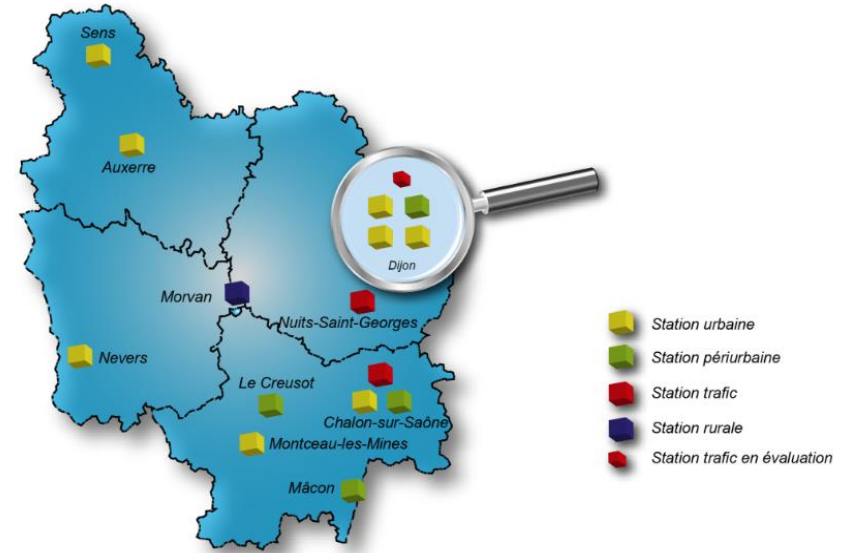 Sens
Auxerre
Dijon
Morvan
Nuits-Saint-Georges
Nevers
Le Creusot
Chalon-sur-Saône
Montceau-les-Mines
Mâcon
Station urbaine
Station périurbaine
Station trafic
Station rurale
Station trafic en évaluation